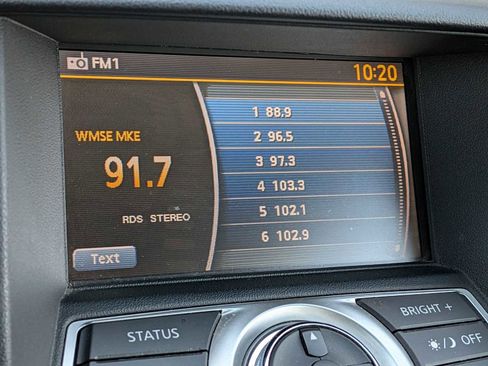 FM1
10:20
WMSE MKE
91.7
RDS STEREO
Text
1 88.9
2 96.5
3 97.3
4 103.3
5 102.1
6 102.9
STATUS
BRIGHT +
OFF